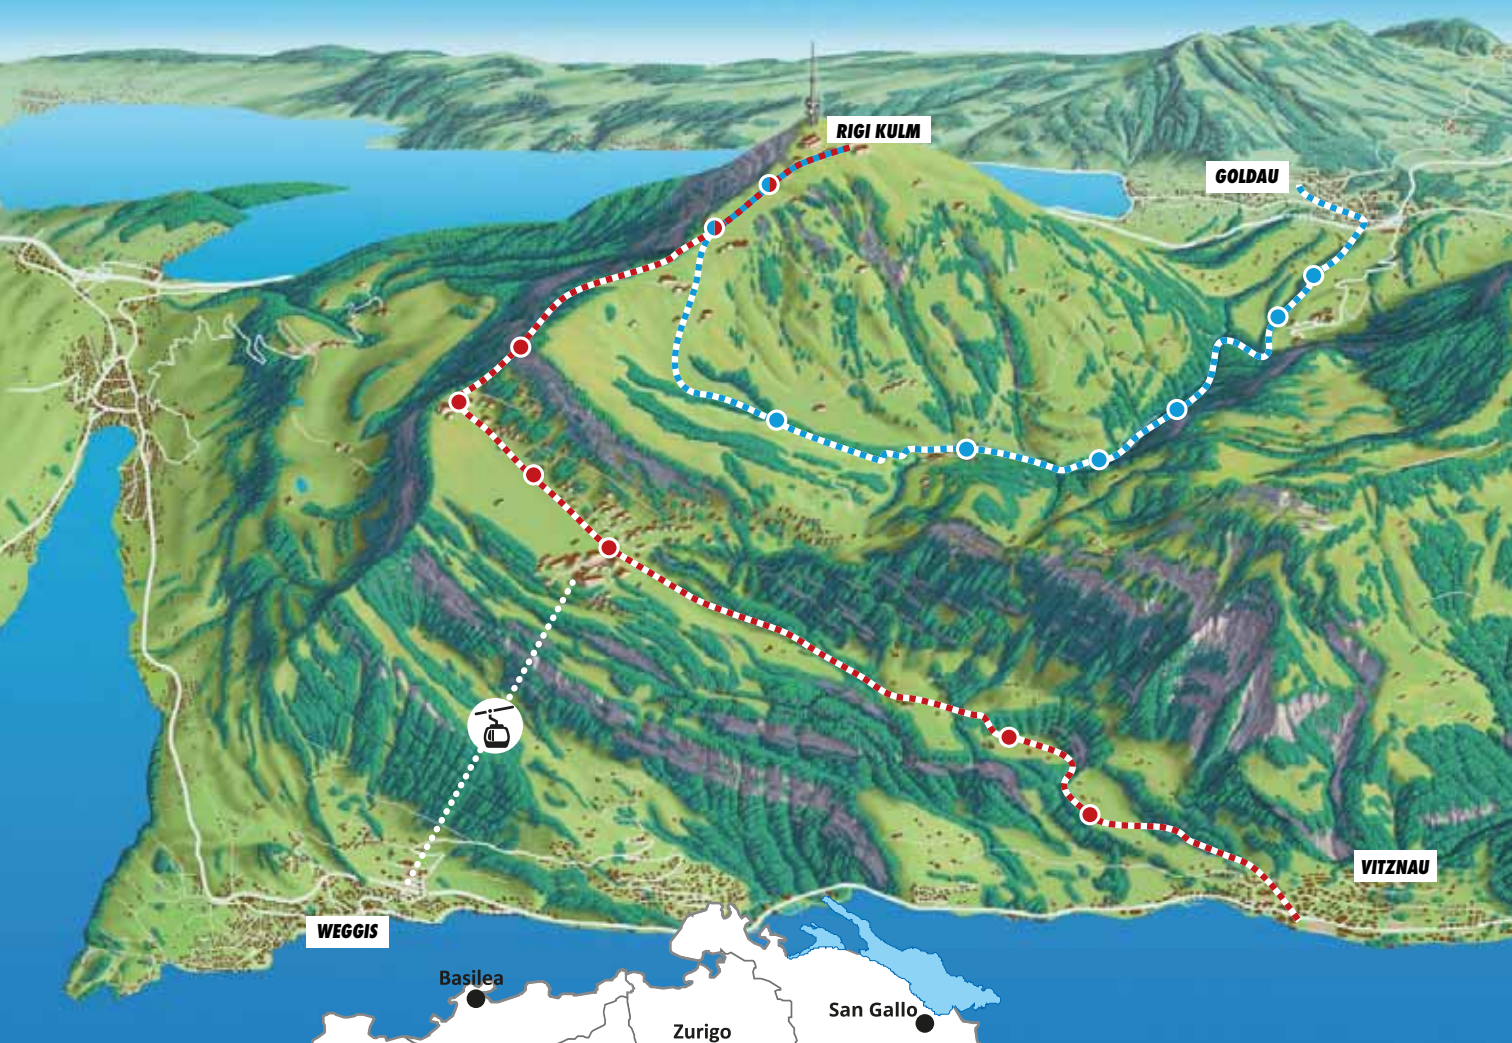 RIGI KULM
GOLDAU
VITZNAU
WEGGIS
Basilea
San Gallo
Zurigo